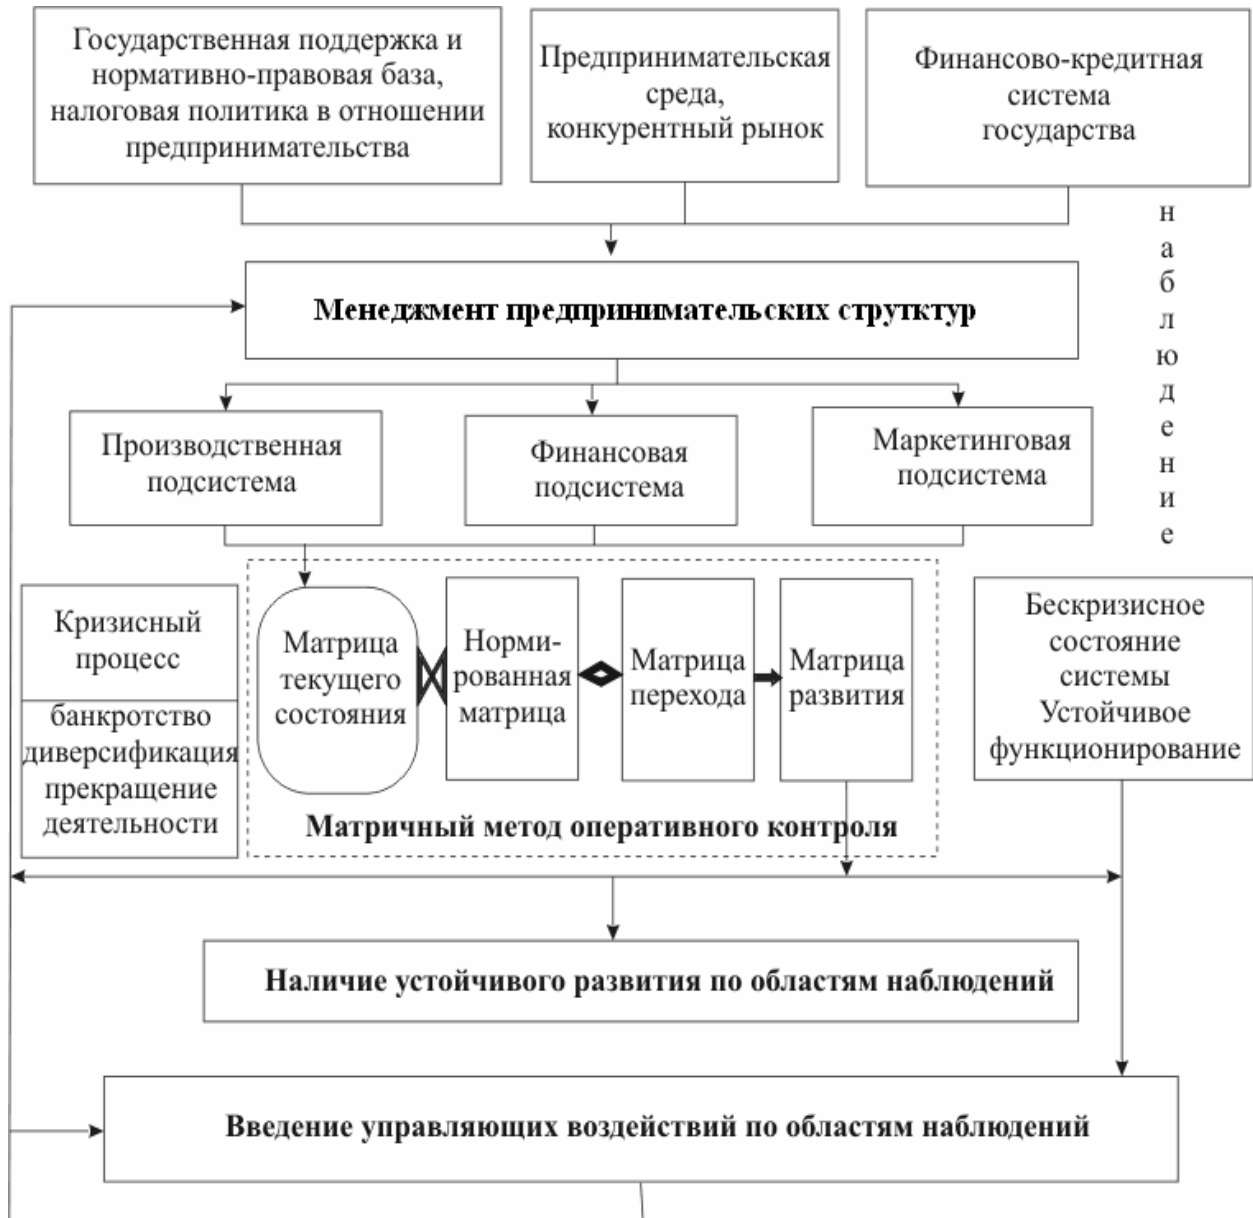 Государственная поддержка и
нормативно-правовая база,
налоговая политика в отношении
предпринимательства
Предпринимательская
среда,
конкурентный рынок
Финансово-кредитная
система
государства
наблюдение
Менеджмент предпринимательских струтктур
Производственная
подсистема
Финансовая
подсистема
Маркетинговая
подсистема
Кризисный
процесс
банкротство
диверсификация
прекращение
деятельности
Матрица
текущего
состояния
Норми-
рованная
матрица
Матрица
перехода
Матрица
развития
Матричный метод оперативного контроля
Бескризисное
состояние
системы
Устойчивое
функционирование
Наличие устойчивого развития по областям наблюдений
Введение управляющих воздействий по областям наблюдений